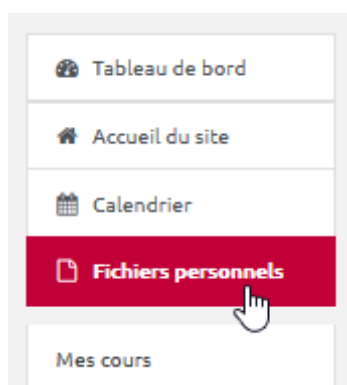 Tableau de bord
Accueil du site
Calendrier
Fichiers personnels
Mes cours